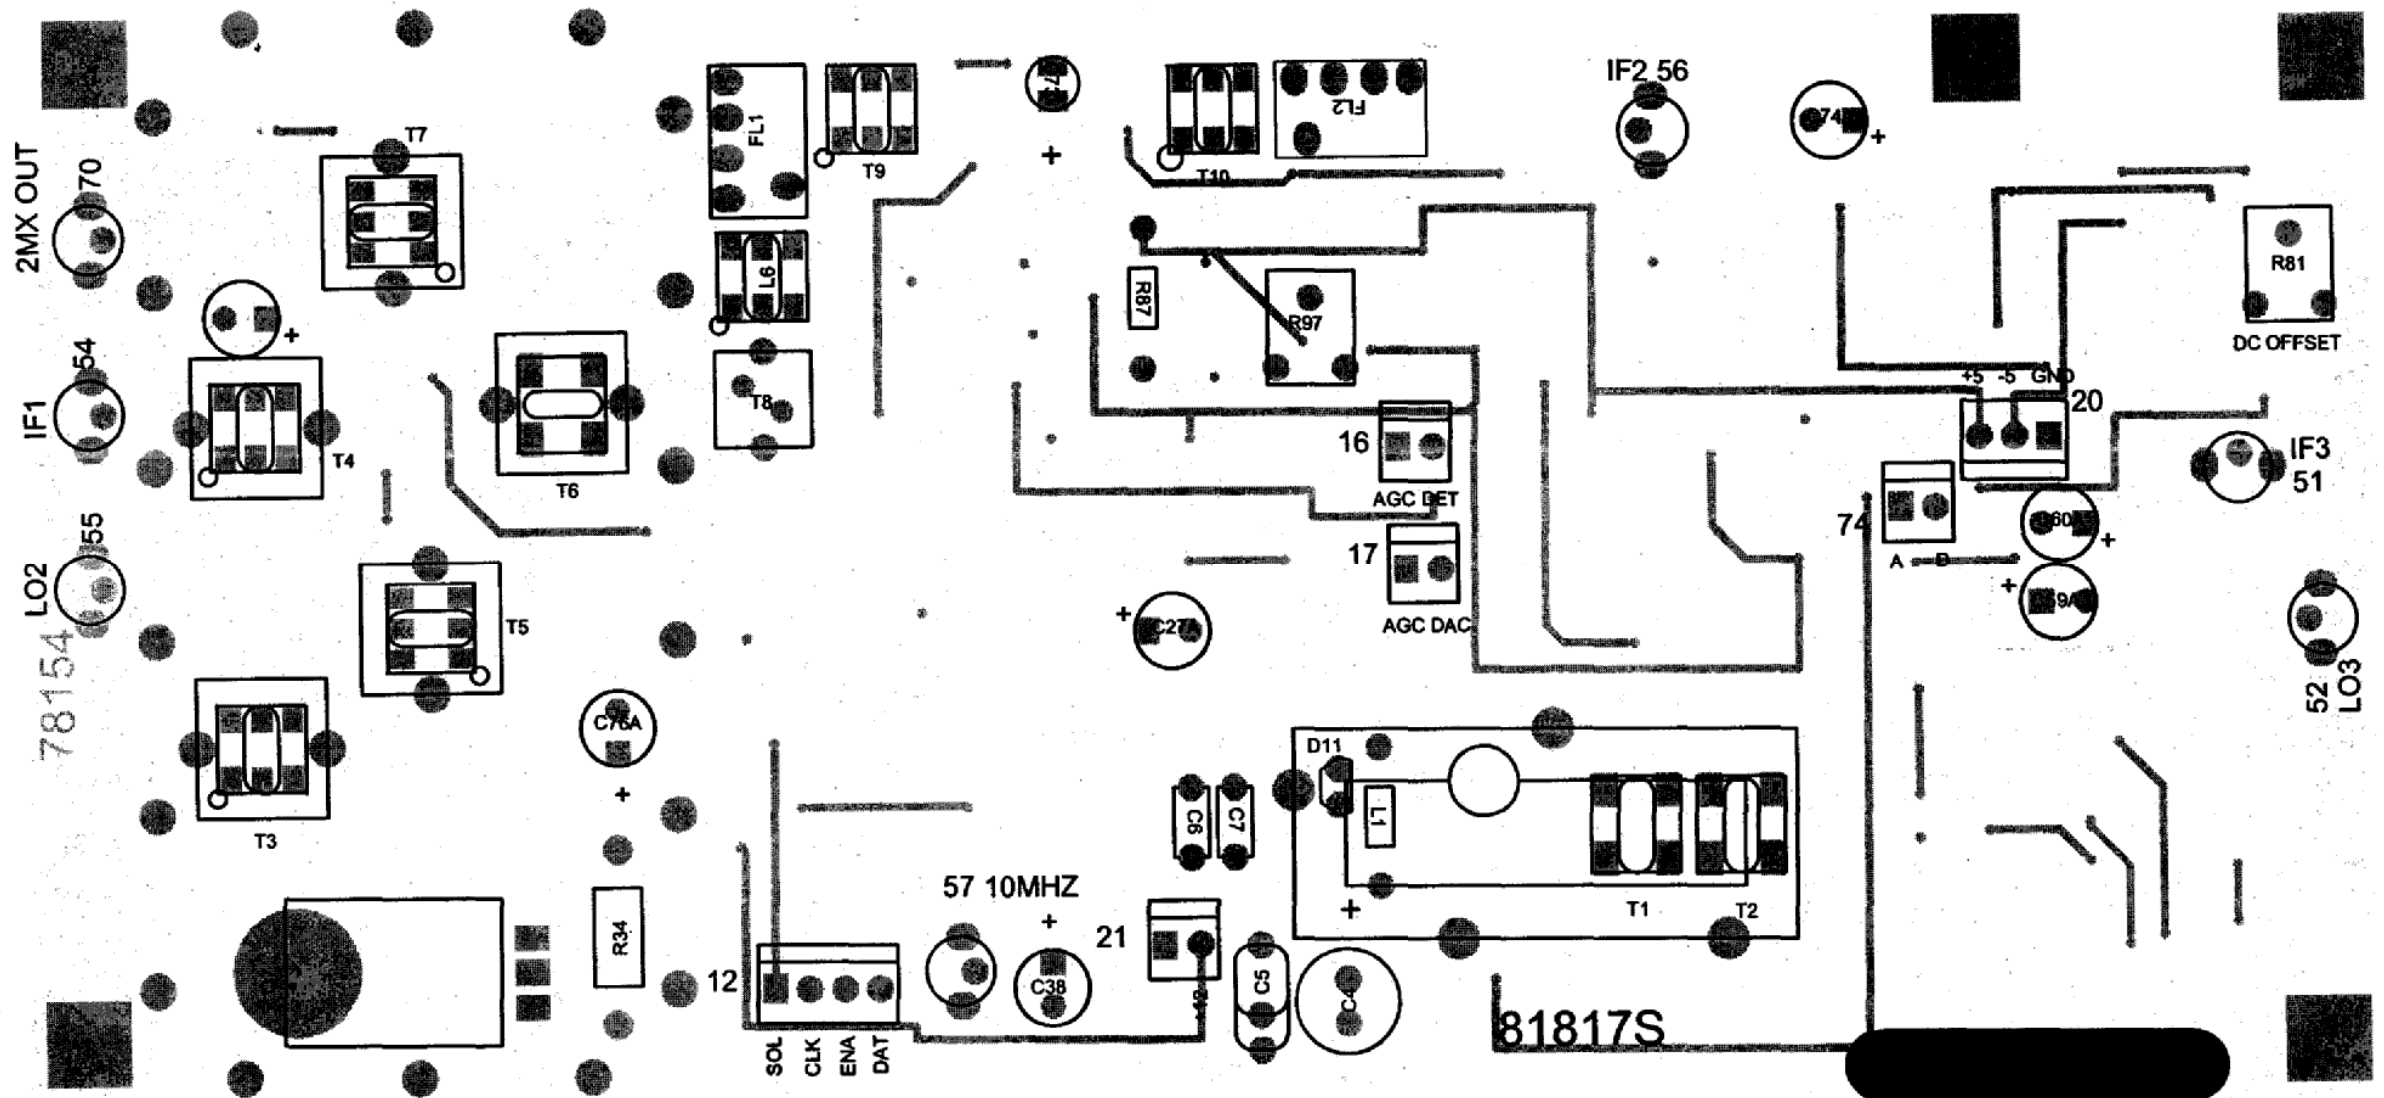 T7
FL1
T9
+
T10
FL2
IF2 56
74
+
2MX OUT
70
L6
+
R87
R97
R81
DC OFFSET
54
IF1
T4
T6
T8
+5 -5 GND
20
16
AGC DET
IF3
51
74
A B
60A
+
+
59A
17
AGC DAC
55
LO2
T5
+
C27A
52
LO3
78154
C76A
+
T3
D11
L1
C6
C7
+
T1
T2
57 10MHZ
+
R34
12
C38
21
C5
C4
SOL
CLK
ENA
DAT
81817S